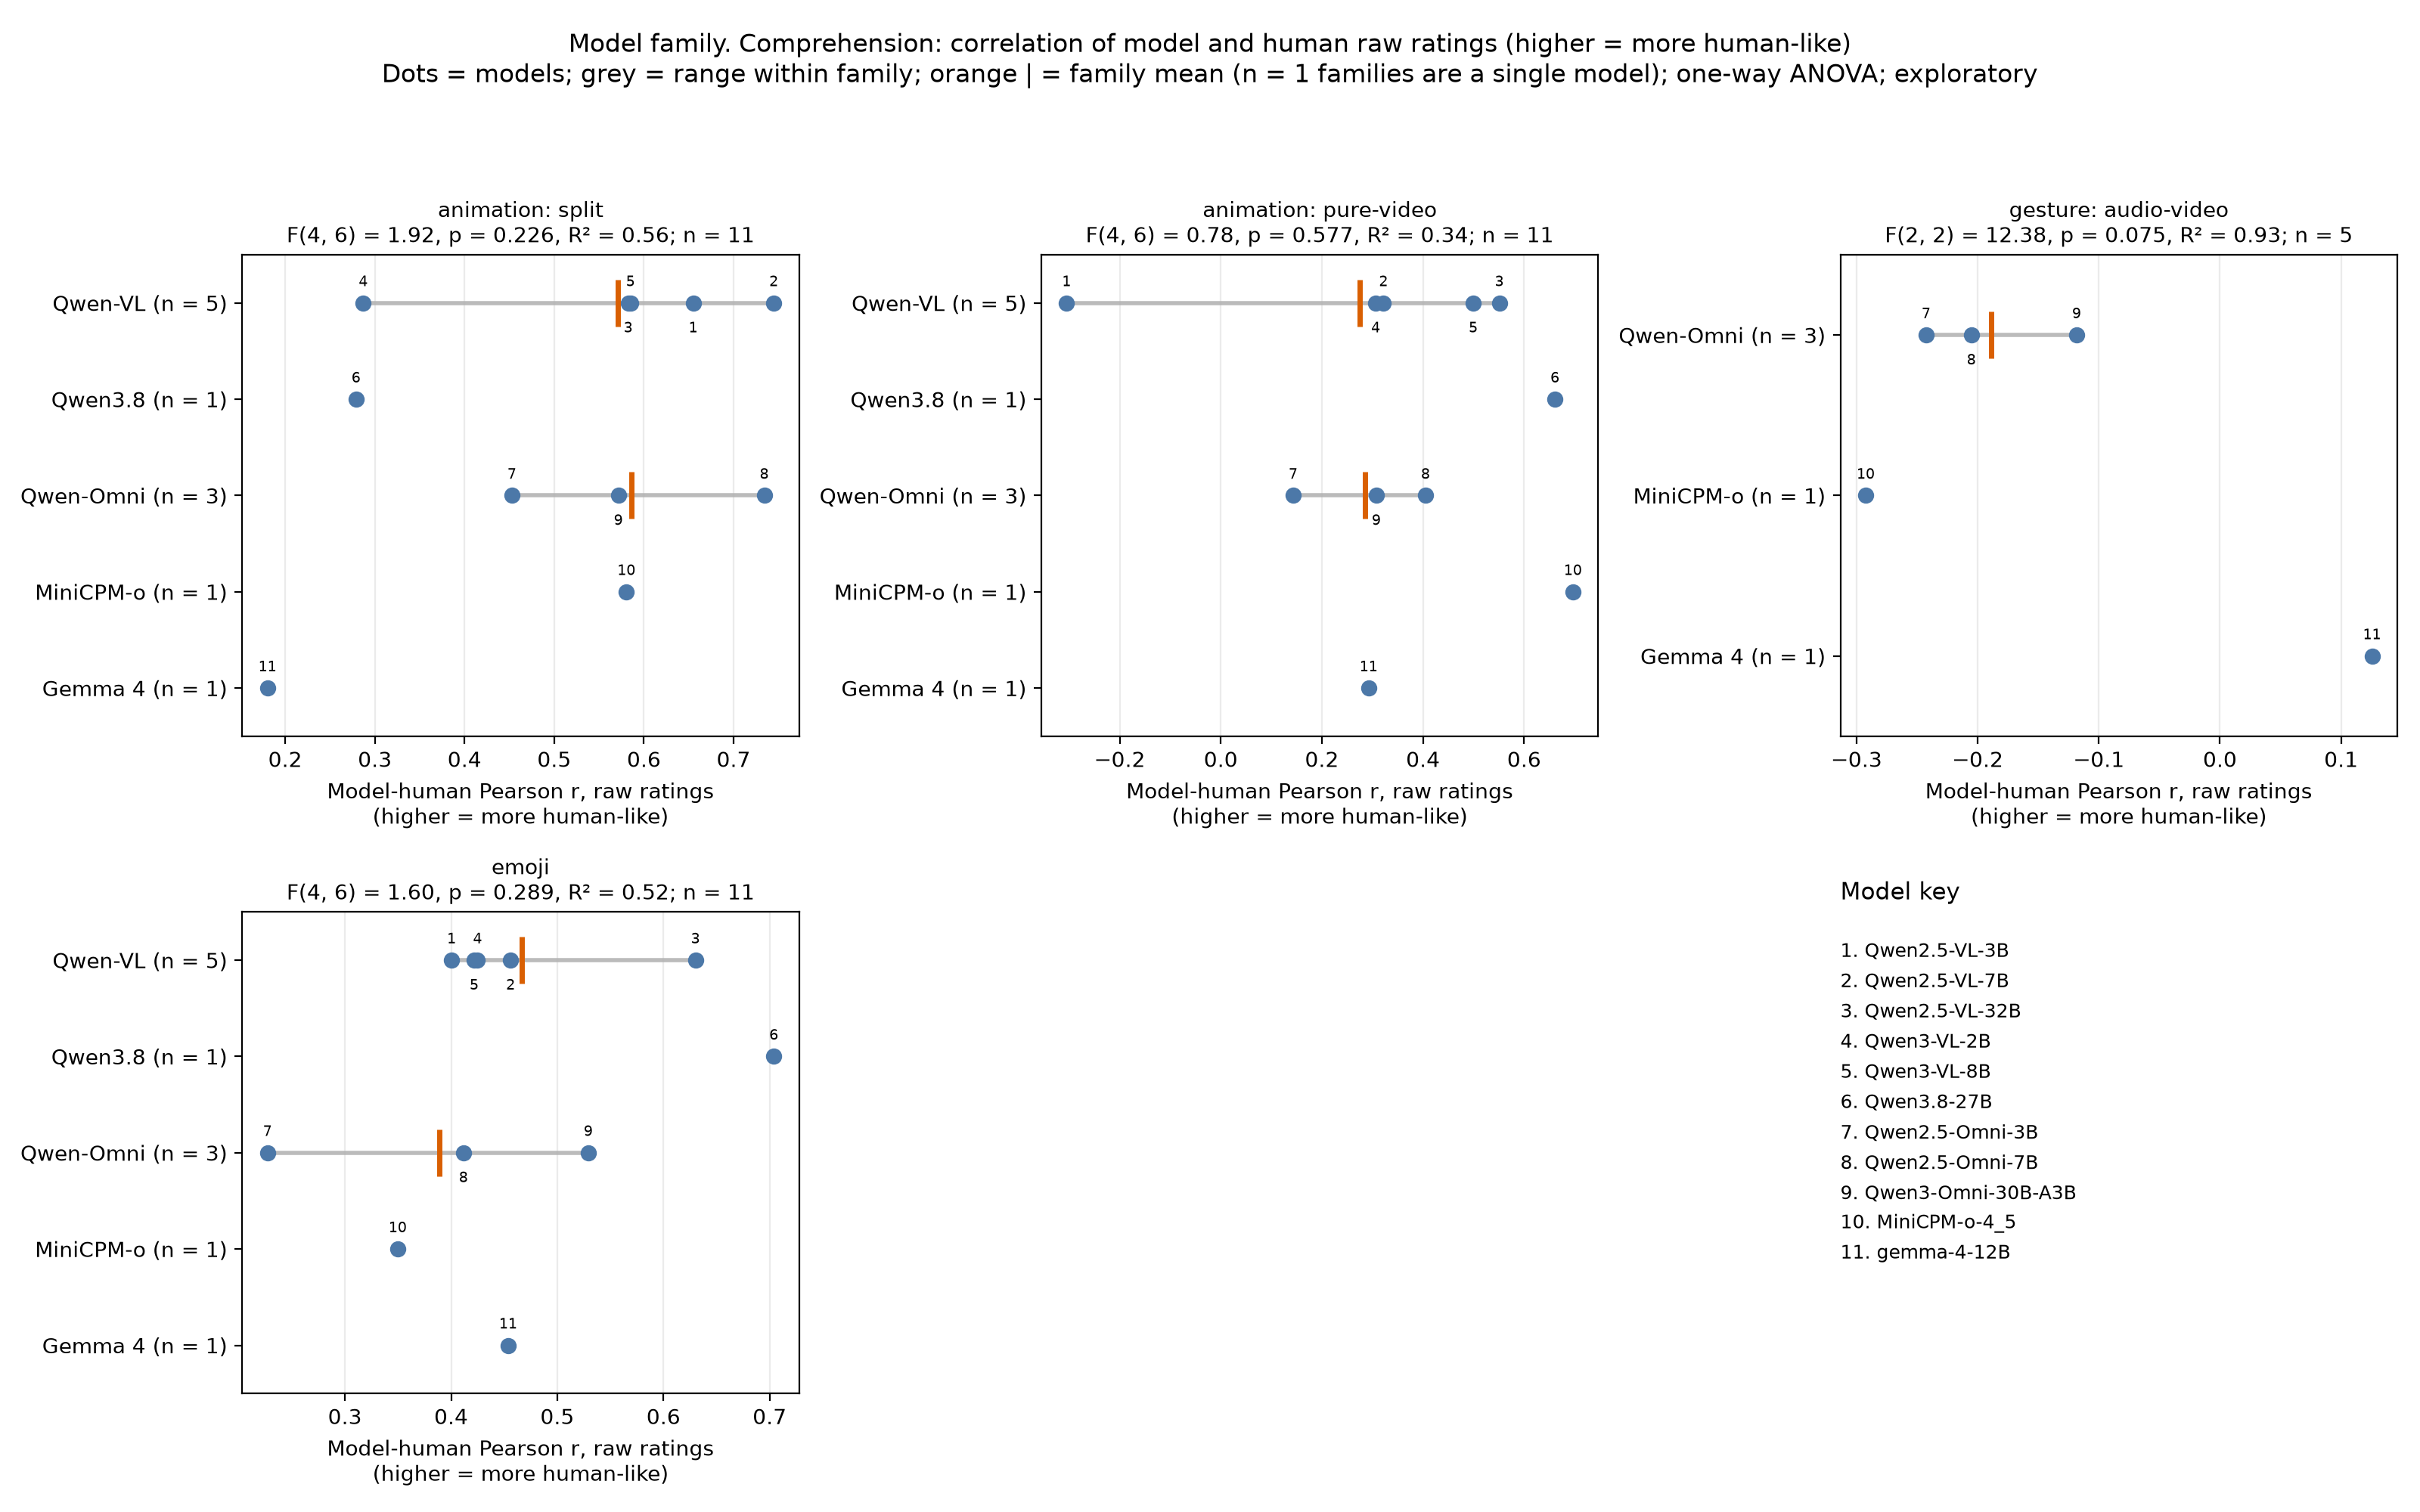 Model family. Comprehension: correlation of model and human raw ratings (higher = more human-like)
Dots = models; grey = range within family; orange | = family mean (n = 1 families are a single model); one-way ANOVA; exploratory
animation: split
F(4, 6) = 1.92, p = 0.226, R² = 0.56; n = 11
Qwen-VL (n = 5)
4
5
2
3
1
Qwen3.8 (n = 1)
6
Qwen-Omni (n = 3)
7
8
9
MiniCPM-o (n = 1)
10
Gemma 4 (n = 1)
11
0.2 0.3 0.4 0.5 0.6 0.7
Model-human Pearson r, raw ratings
(higher = more human-like)
animation: pure-video
F(4, 6) = 0.78, p = 0.577, R² = 0.34; n = 11
Qwen-VL (n = 5)
1
2
3
4
5
Qwen3.8 (n = 1)
6
Qwen-Omni (n = 3)
7
8
9
MiniCPM-o (n = 1)
10
Gemma 4 (n = 1)
11
−0.2 0.0 0.2 0.4 0.6
Model-human Pearson r, raw ratings
(higher = more human-like)
gesture: audio-video
F(2, 2) = 12.38, p = 0.075, R² = 0.93; n = 5
Qwen-Omni (n = 3)
7
9
8
MiniCPM-o (n = 1)
10
Gemma 4 (n = 1)
11
−0.3 −0.2 −0.1 0.0 0.1
Model-human Pearson r, raw ratings
(higher = more human-like)
emoji
F(4, 6) = 1.60, p = 0.289, R² = 0.52; n = 11
Qwen-VL (n = 5)
1
4
3
5
2
Qwen3.8 (n = 1)
6
Qwen-Omni (n = 3)
7
9
8
MiniCPM-o (n = 1)
10
Gemma 4 (n = 1)
11
0.3 0.4 0.5 0.6 0.7
Model-human Pearson r, raw ratings
(higher = more human-like)
Model key
1. Qwen2.5-VL-3B
2. Qwen2.5-VL-7B
3. Qwen2.5-VL-32B
4. Qwen3-VL-2B
5. Qwen3-VL-8B
6. Qwen3.8-27B
7. Qwen2.5-Omni-3B
8. Qwen2.5-Omni-7B
9. Qwen3-Omni-30B-A3B
10. MiniCPM-o-4_5
11. gemma-4-12B